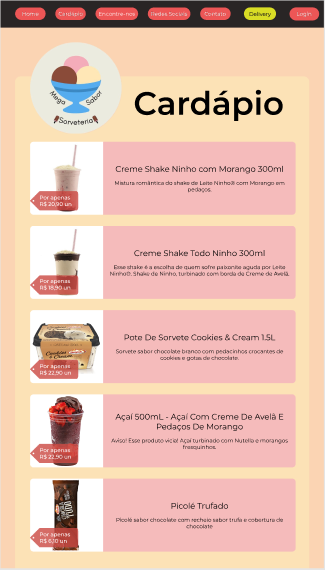 Home Cardápio Encontre-nos Redes Sociais Contato Delivery Login
Mega Sabor
Sorveteria
Cardápio
Creme Shake Ninho com Morango 300ml
Mistura romântica do shake de Leite Ninho® com Morango em
pedaços.
Por apenas
R$ 20,90 un
Creme Shake Todo Ninho 300ml
Esse shake é a escolha de quem sofre paixonite aguda por Leite
Ninho®. Shake de Ninho, turbinado com borda de Creme de Avelã.
Por apenas
R$ 18,90 un
Pote De Sorvete Cookies & Cream 1.5L
Sorvete sabor chocolate branco com pedacinhos crocantes de
cookies e gotas de chocolate.
Cookies
& Cream
Por apenas
R$ 22,90 un
Açaí 500mL - Açaí Com Creme De Avelã E
Pedaços De Morango
Aviso! Esse produto vicia! Açaí turbinado com Nutella e morangos
fresquinhos.
Por apenas
R$ 22,90 un
Picolé Trufado
Picolé sabor chocolate com recheio sabor trufa e cobertura de
chocolate
Por apenas
R$ 6,10 un